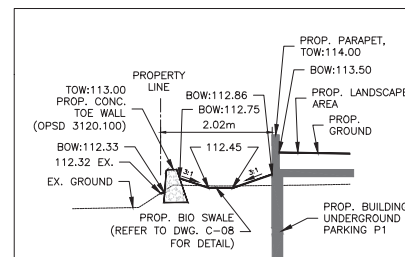 PROP. PARAPET,
TOW:114.00
BOW:113.50
PROP. LANDSCAPE
AREA
PROP.
GROUND
PROPERTY
LINE
BOW:112.86
BOW:112.75
2.02m
TOW:113.00
PROP. CONC.
TOE WALL
(OPSD 3120.100)
BOW:112.33
112.32 EX.
EX. GROUND
3:1
112.45
3:1
PROP. BIO SWALE
(REFER TO DWG. C-08
FOR DETAIL)
PROP. BUILDING
UNDERGROUND
PARKING P1